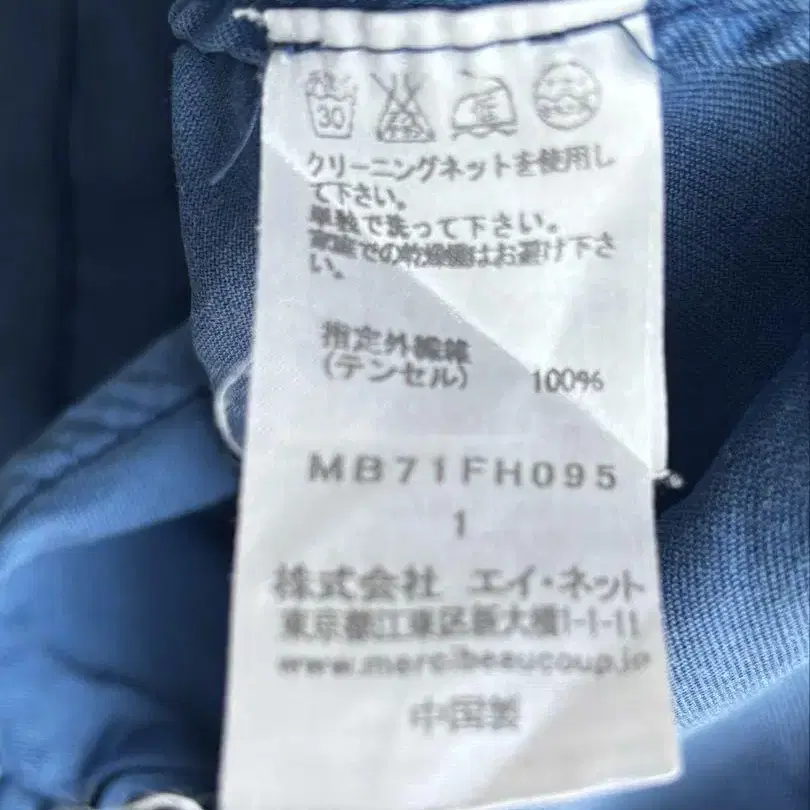 30
クリーニングネットを使用し
て下さい。
単独で洗って下さい。
家庭での乾燥機はお避け下さ
い。
指定外繊維
(テンセル) 100%
MB71FH095
1
株式会社 エイ・ネット
東京都江東区新大橋1-1-11
www.mercibeaucoup.jp
中国製